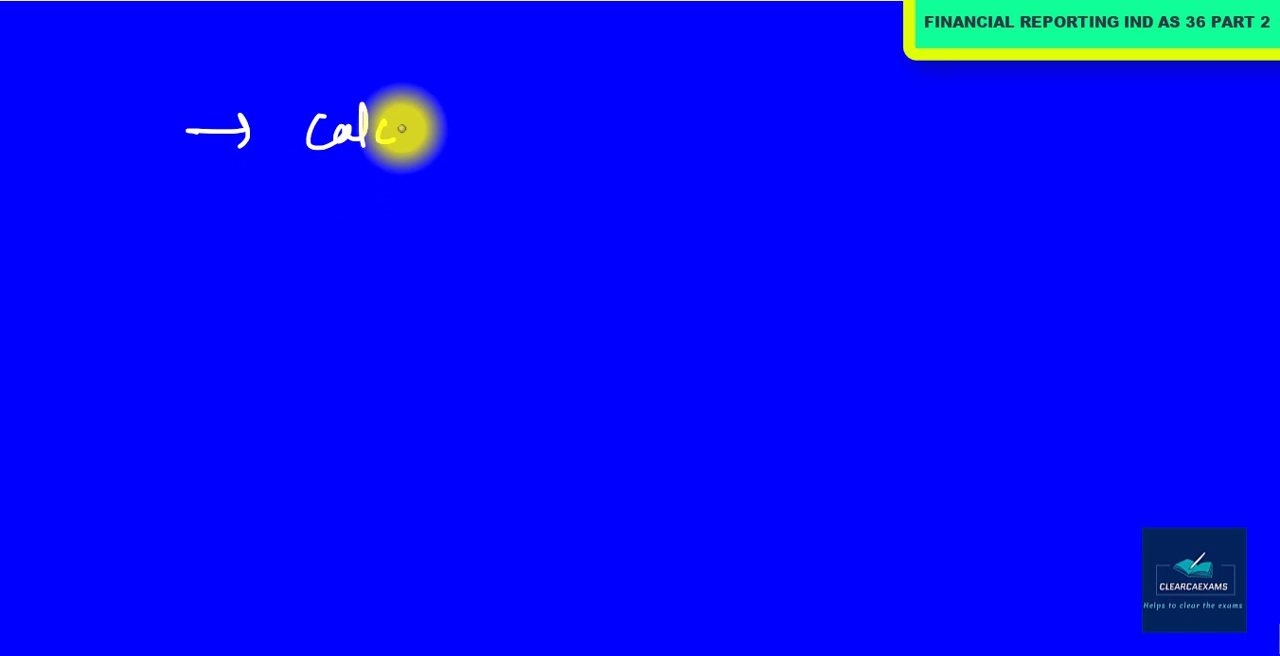 FINANCIAL REPORTING IND AS 36 PART 2
→ Calc
CLEARCAEXAMS
Helps to clear the exams